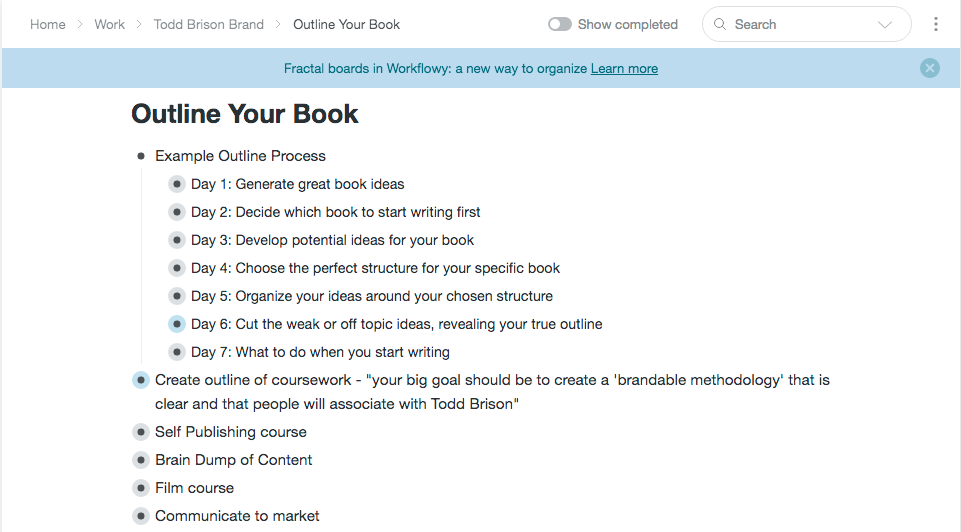 Home > Work > Todd Brison Brand > Outline Your Book Show completed Search
Fractal boards in Workflowy: a new way to organize Learn more
Outline Your Book
Example Outline Process
Day 1: Generate great book ideas
Day 2: Decide which book to start writing first
Day 3: Develop potential ideas for your book
Day 4: Choose the perfect structure for your specific book
Day 5: Organize your ideas around your chosen structure
Day 6: Cut the weak or off topic ideas, revealing your true outline
Day 7: What to do when you start writing
Create outline of coursework - "your big goal should be to create a 'brandable methodology' that is
clear and that people will associate with Todd Brison"
Self Publishing course
Brain Dump of Content
Film course
Communicate to market